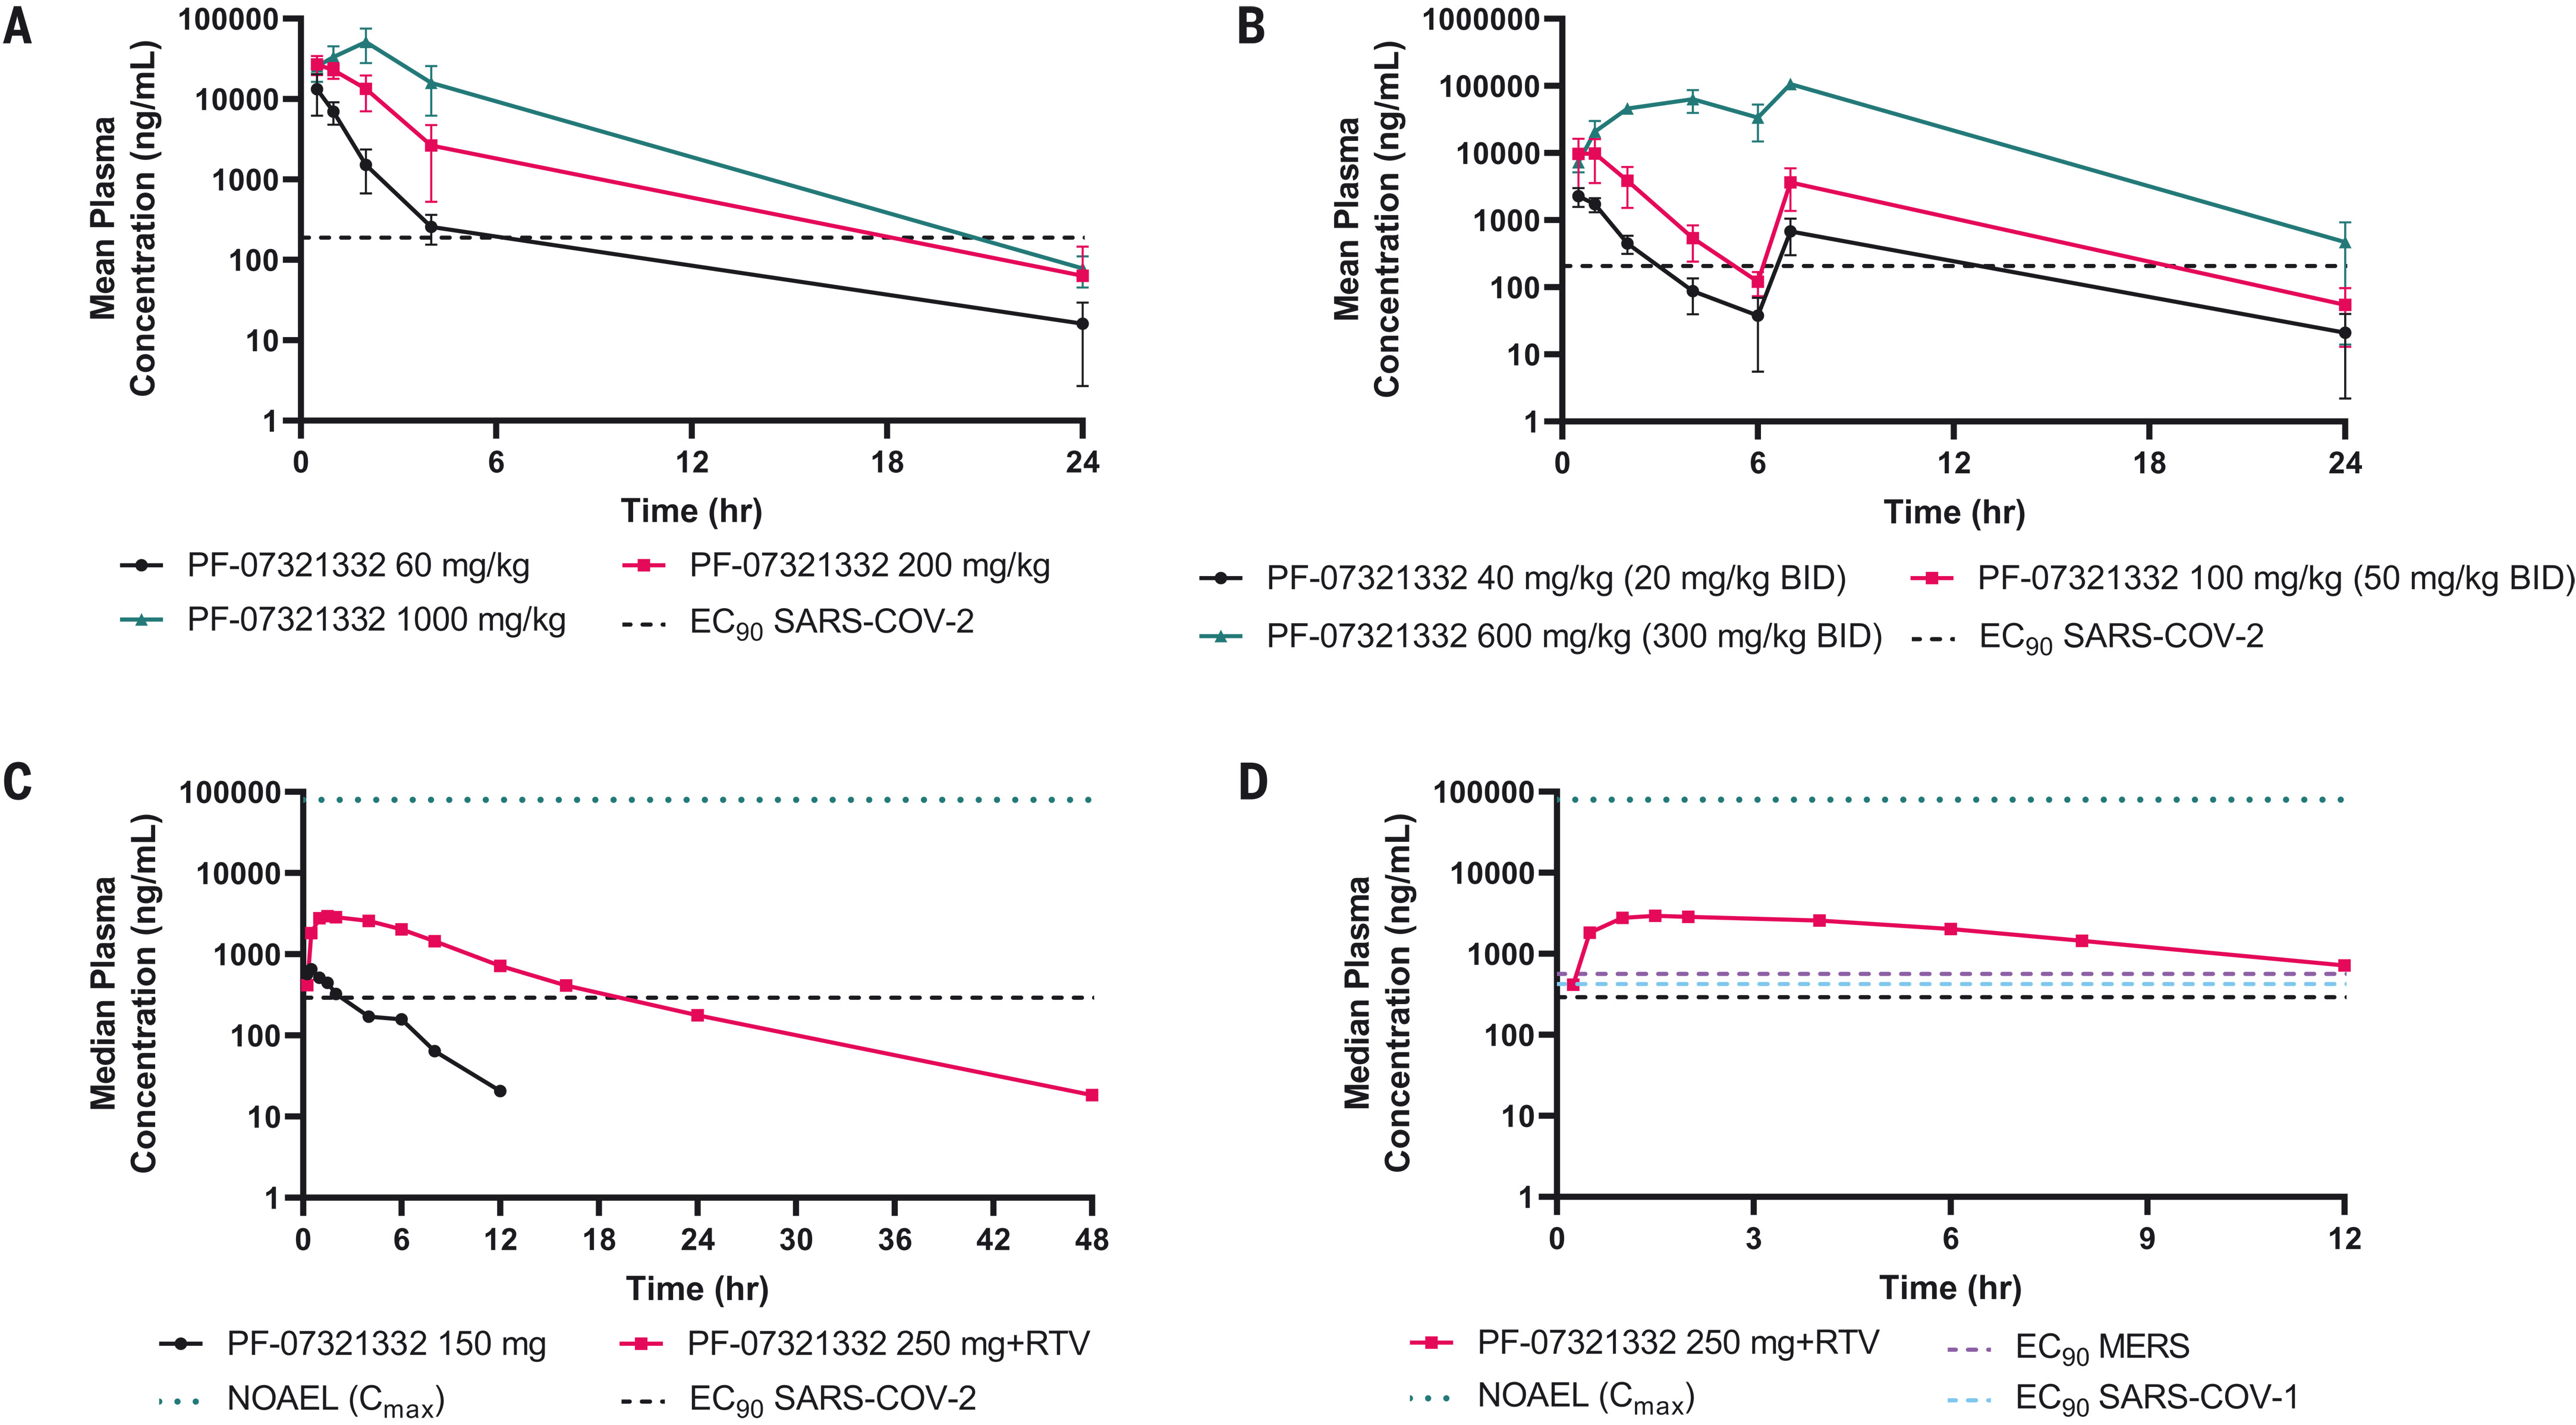 A
Mean Plasma
Concentration (ng/mL)
100000
10000
1000
100
10
1
0 6 12 18 24
Time (hr)
PF-07321332 60 mg/kg
PF-07321332 200 mg/kg
PF-07321332 1000 mg/kg
EC90 SARS-COV-2
B
Mean Plasma
Concentration (ng/mL)
1000000
100000
10000
1000
100
10
1
0 6 12 18 24
Time (hr)
PF-07321332 40 mg/kg (20 mg/kg BID)
PF-07321332 100 mg/kg (50 mg/kg BID)
PF-07321332 600 mg/kg (300 mg/kg BID)
EC90 SARS-COV-2
C
Median Plasma
Concentration (ng/mL)
100000
10000
1000
100
10
1
0 6 12 18 24 30 36 42 48
Time (hr)
PF-07321332 150 mg
PF-07321332 250 mg+RTV
NOAEL (Cmax)
EC90 SARS-COV-2
D
Median Plasma
Concentration (ng/mL)
100000
10000
1000
100
10
1
0 3 6 9 12
Time (hr)
PF-07321332 250 mg+RTV
EC90 MERS
NOAEL (Cmax)
EC90 SARS-COV-1